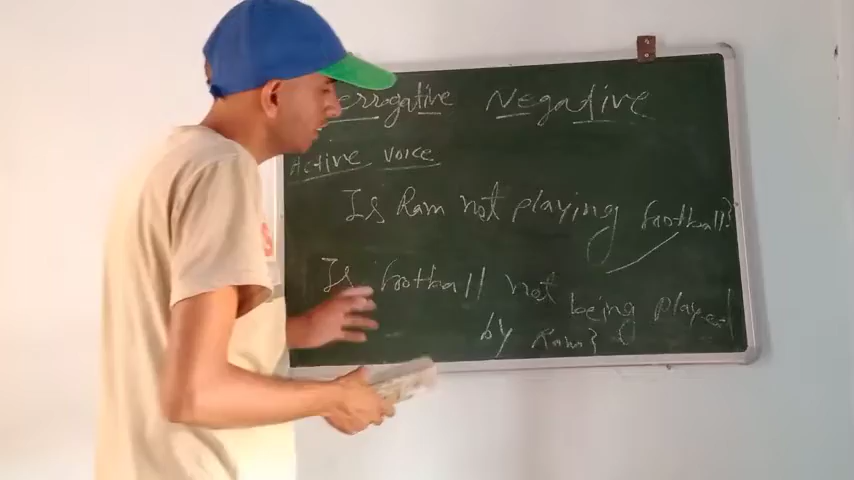 errogative Negative
Active voice
Is Ram not playing football?
Is football not being played
by Ram?